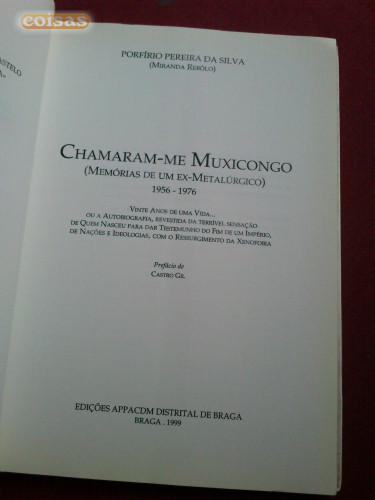 coisas
ASTELO
PORFÍRIO PEREIRA DA SILVA
(MIRANDA REBÔLO)
CHAMARAM-ME MUXICONGO
(MEMÓRIAS DE UM EX-METALÚRGICO)
1956 - 1976
VINTE ANOS DE UMA VIDA...
OU A AUTOBIOGRAFIA, REVESTIDA DA TERRÍVEL SENSAÇÃO
DE QUEM NASCEU PARA DAR TESTEMUNHO DO FIM DE UM IMPÉRIO,
DE NAÇÕES E IDEOLOGIAS, COM O RESSURGIMENTO DA XENOFOBIA
Prefácio de
CASTRO GIL
EDIÇÕES APPACDM DISTRITAL DE BRAGA
BRAGA . 1999